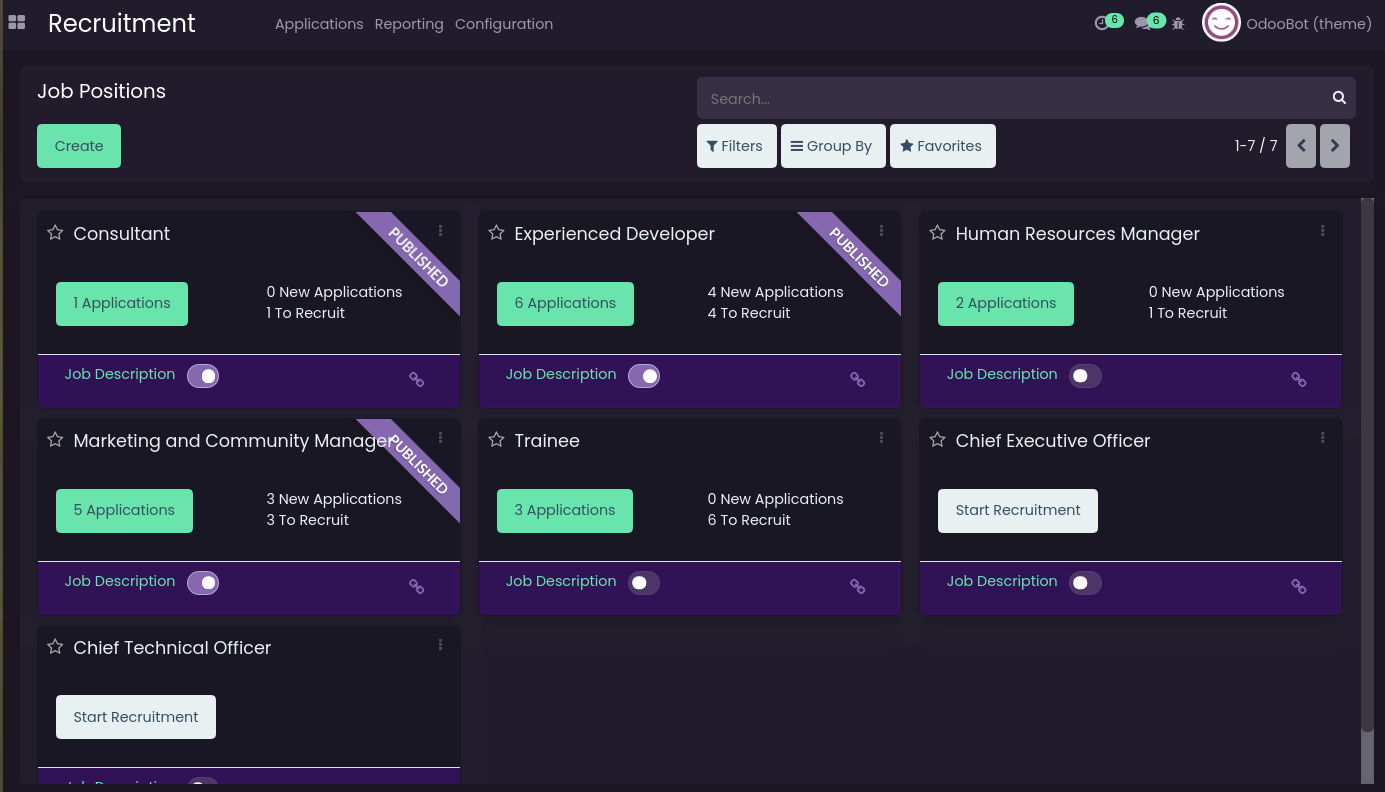 Recruitment
Applications Reporting Configuration
6 6
OdooBot (theme)
Job Positions
Search...
Create
Filters Group By Favorites
1-7 / 7
Consultant
PUBLISHED
1 Applications
0 New Applications
1 To Recruit
Job Description
Experienced Developer
PUBLISHED
6 Applications
4 New Applications
4 To Recruit
Job Description
Human Resources Manager
2 Applications
0 New Applications
1 To Recruit
Job Description
Marketing and Community Manager
PUBLISHED
5 Applications
3 New Applications
3 To Recruit
Job Description
Trainee
3 Applications
0 New Applications
6 To Recruit
Job Description
Chief Executive Officer
Start Recruitment
Job Description
Chief Technical Officer
Start Recruitment
Job Description